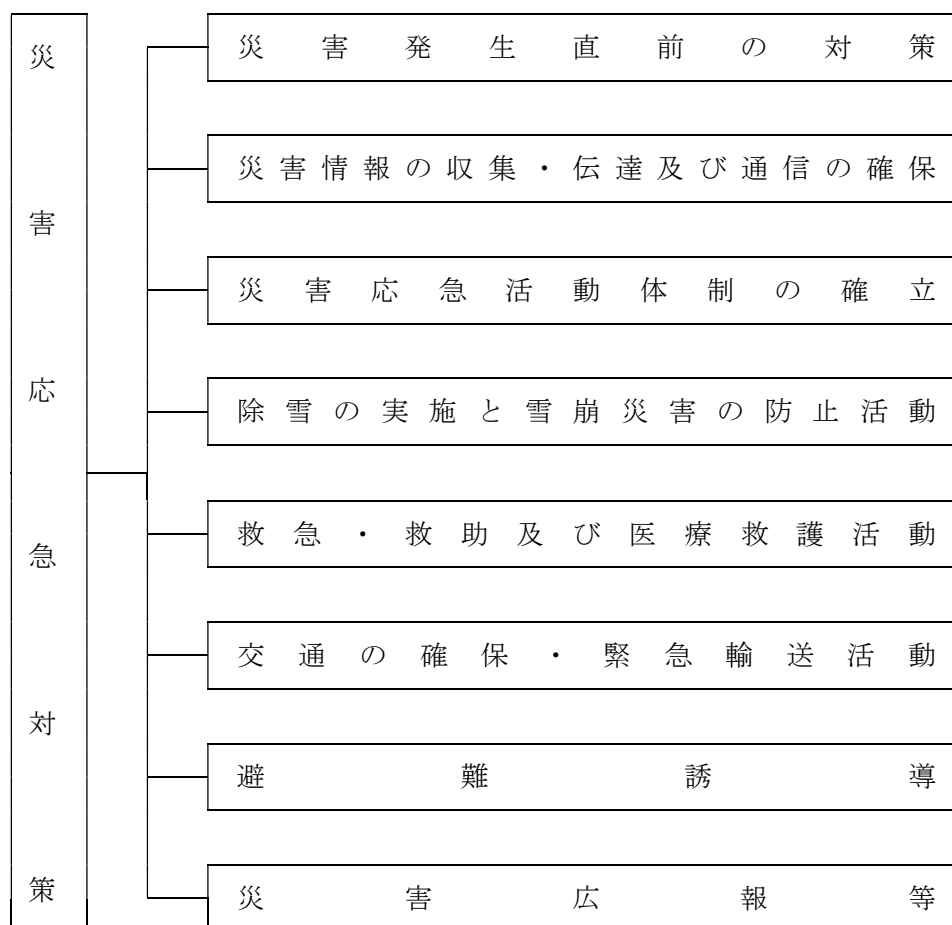 災害応急対策
災害発生直前の対策
災害情報の収集・伝達及び通信の確保
災害応急活動体制の確立
除雪の実施と雪崩災害の防止活動
救急・救助及び医療救護活動
交通の確保・緊急輸送活動
避難誘導
災害広報等